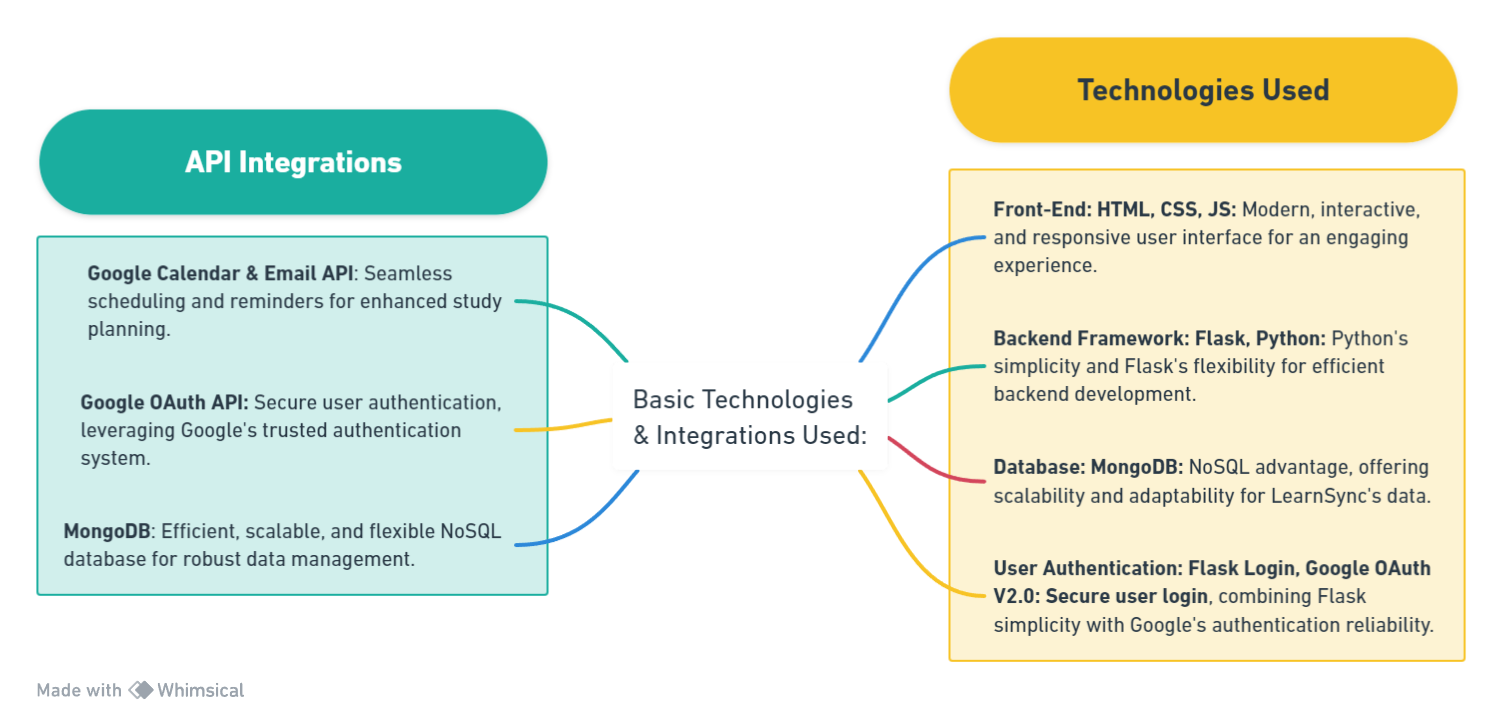 API Integrations
Google Calendar & Email API: Seamless
scheduling and reminders for enhanced study
planning.
Google OAuth API: Secure user authentication,
leveraging Google's trusted authentication
system.
MongoDB: Efficient, scalable, and flexible NoSQL
database for robust data management.
Basic Technologies
& Integrations Used:
Technologies Used
Front-End: HTML, CSS, JS: Modern, interactive,
and responsive user interface for an engaging
experience.
Backend Framework: Flask, Python: Python's
simplicity and Flask's flexibility for efficient
backend development.
Database: MongoDB: NoSQL advantage, offering
scalability and adaptability for LearnSync's data.
User Authentication: Flask Login, Google OAuth
V2.0: Secure user login, combining Flask
simplicity with Google's authentication reliability.
Made with Whimsical